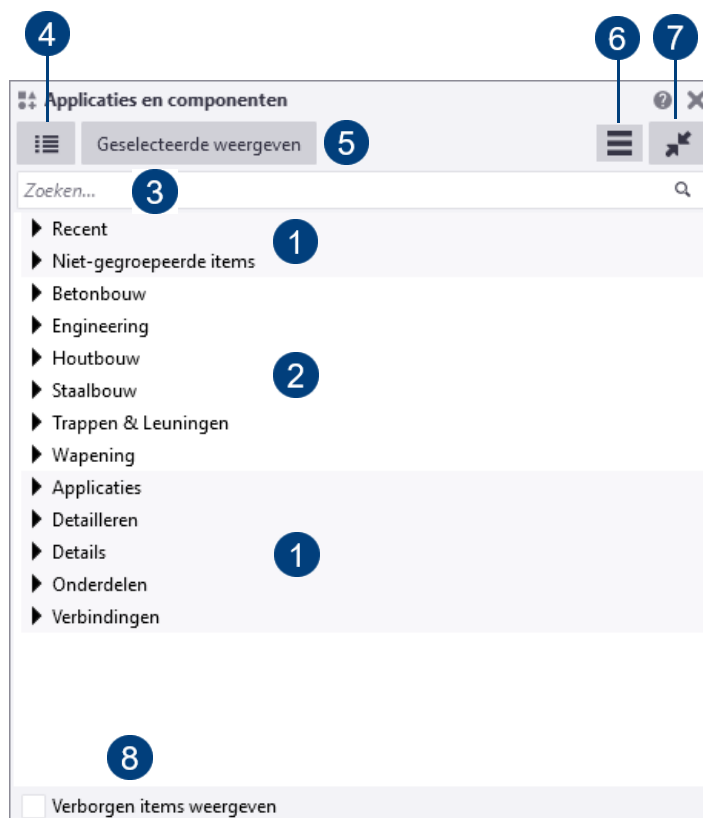 4
6
7
Applicaties en componenten
Geselecteerde weergeven
5
Zoeken...
3
Recent
1
Niet-gegroepeerde items
Betonbouw
Engineering
Houtbouw
2
Staalbouw
Trappen & Leuningen
Wapening
Applicaties
Detailleren
Details
1
Onderdelen
Verbindingen
8
Verborgen items weergeven